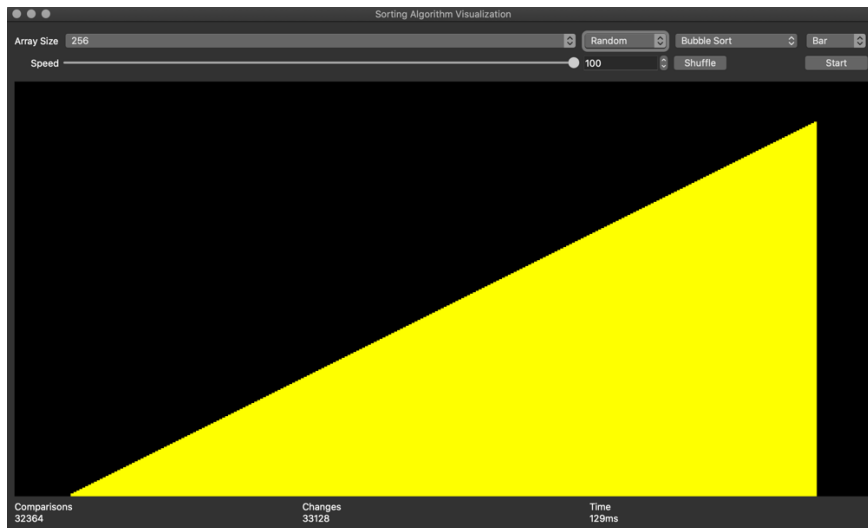 Sorting Algorithm Visualization
Array Size 256 Random Bubble Sort Bar
Speed 100 Shuffle Start
Comparisons Changes Time
32364 33128 129ms